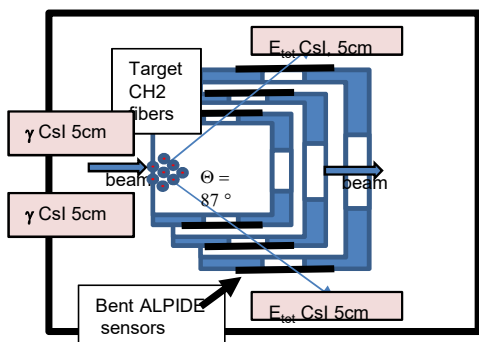 E_tot CsI, 5cm
Target
CH2
fibers
γ CsI 5cm
beam
Θ =
87 °
beam
γ CsI 5cm
Bent ALPIDE
sensors
E_tot CsI 5cm